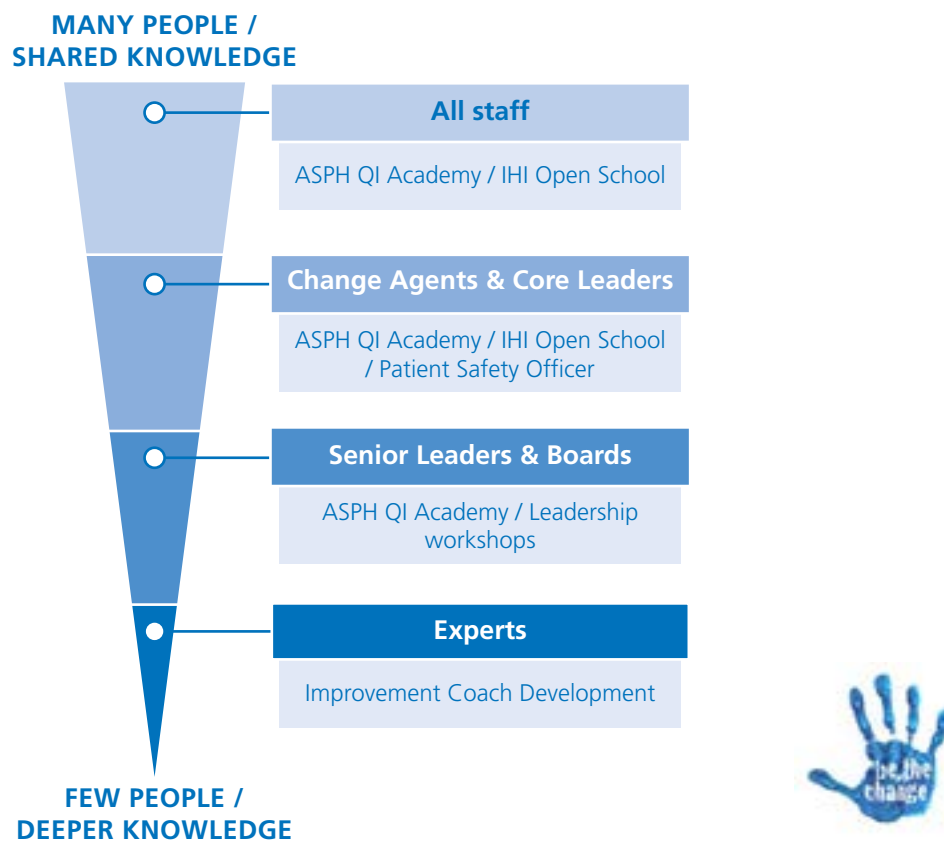 MANY PEOPLE /
SHARED KNOWLEDGE
All staff
ASPH QI Academy / IHI Open School
Change Agents & Core Leaders
ASPH QI Academy / IHI Open School
/ Patient Safety Officer
Senior Leaders & Boards
ASPH QI Academy / Leadership
workshops
Experts
Improvement Coach Development
FEW PEOPLE /
DEEPER KNOWLEDGE
be the
change